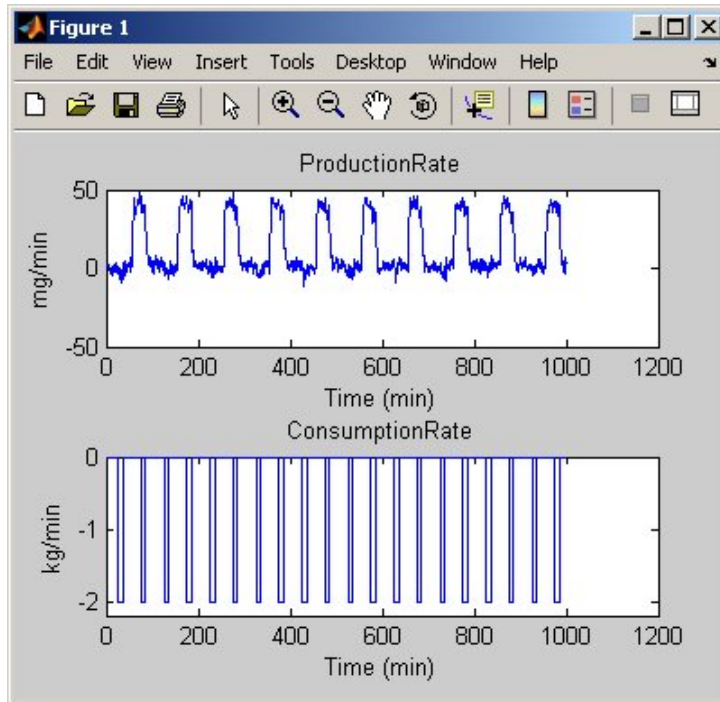 Figure 1
File Edit View Insert Tools Desktop Window Help
ProductionRate
50
0
-50
mg/min
0 200 400 600 800 1000 1200
Time (min)
ConsumptionRate
0
-1
-2
kg/min
0 200 400 600 800 1000 1200
Time (min)